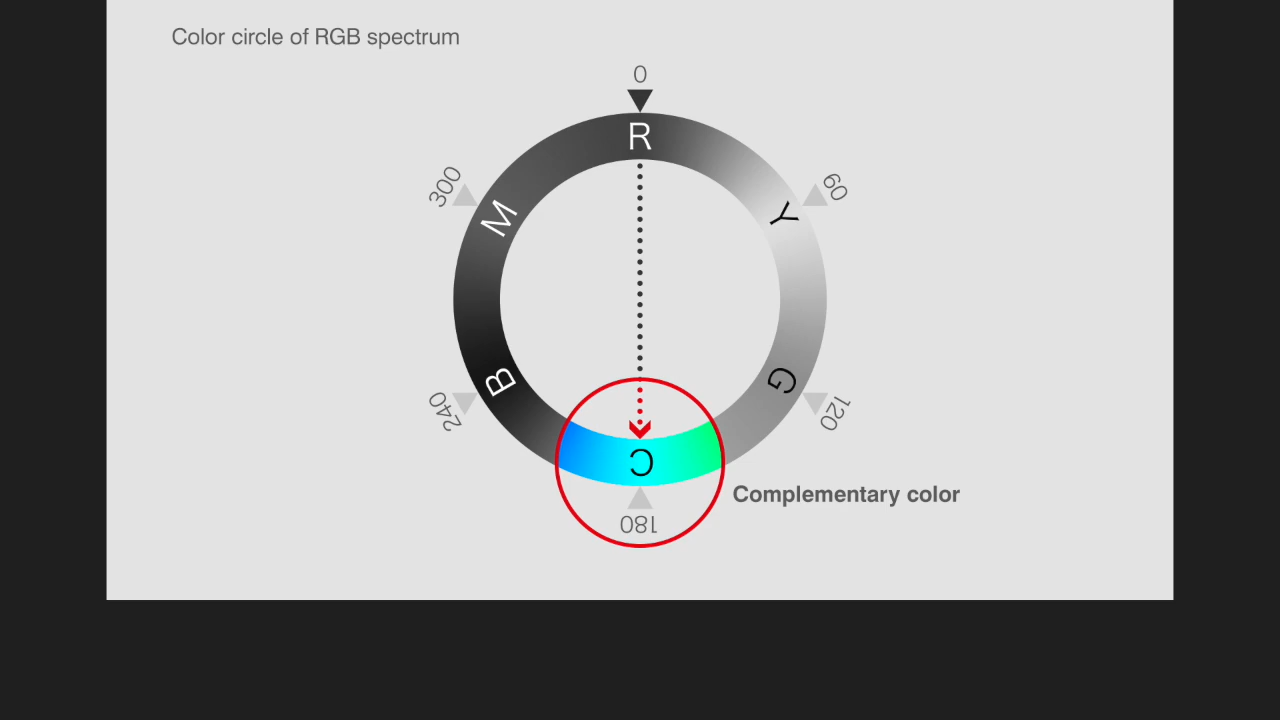 Color circle of RGB spectrum
0
R
300
60
M
Y
B
G
240
120
C
Complementary color
180